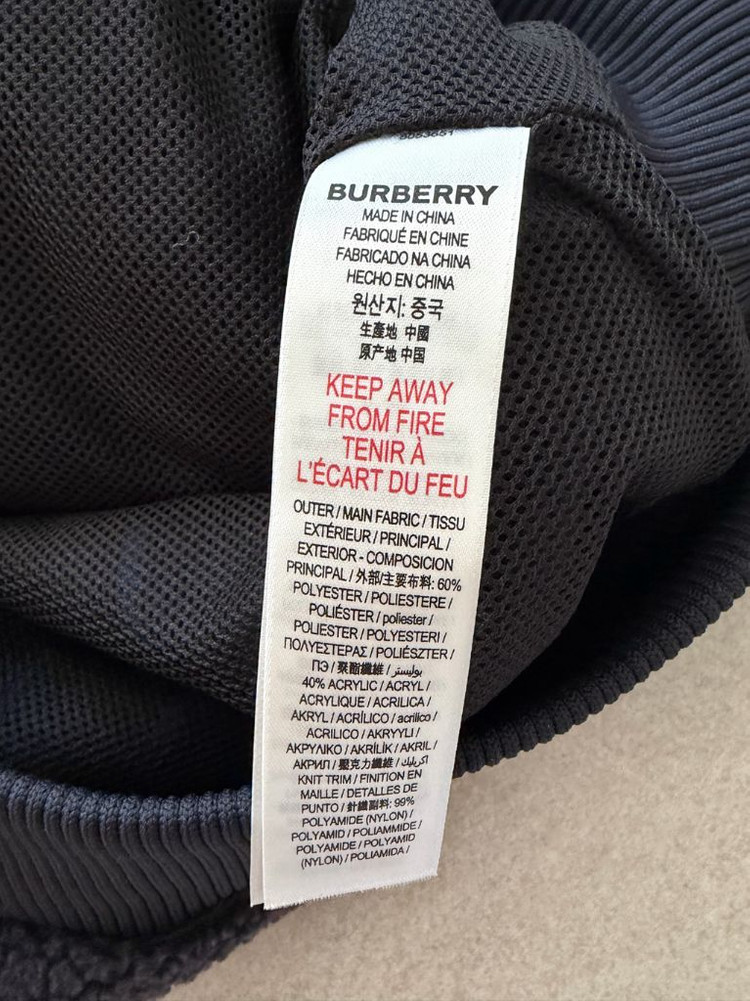 BURBERRY
MADE IN CHINA
FABRIQUÉ EN CHINE
FABRICADO NA CHINA
HECHO EN CHINA
원산지: 중국
生產地 中國
原产地 中国
KEEP AWAY
FROM FIRE
TENIR À
L'ÉCART DU FEU
OUTER / MAIN FABRIC / TISSU
EXTÉRIEUR / PRINCIPAL /
EXTERIOR - COMPOSICION
PRINCIPAL / 外部/主要布料: 60%
POLYESTER / POLIESTERE /
POLIÉSTER / poliester /
POLIESTER / POLYESTERI /
ΠΟΛΥΕΣΤΕΡΑΣ / POLIÉSZTER /
ПЭ / 聚酯纖維 / بوليستر
40% ACRYLIC / ACRYL /
ACRYLIQUE / ACRILICA /
AKRYL / ACRÍLICO / acrilico /
ACRILICO / AKRYYLI /
ΑΚΡΥΛΙΚΟ / AKRİLİK / AKRIL /
АКРИЛ / 聚克力纖維 / اكريليك
KNIT TRIM / FINITION EN
MAILLE / DETALLES DE
PUNTO / 針織副料: 99%
POLYAMIDE (NYLON) /
POLYAMID / POLIAMMIDE /
POLYAMIDE / POLYAMID
(NYLON) / POLIAMIDA /